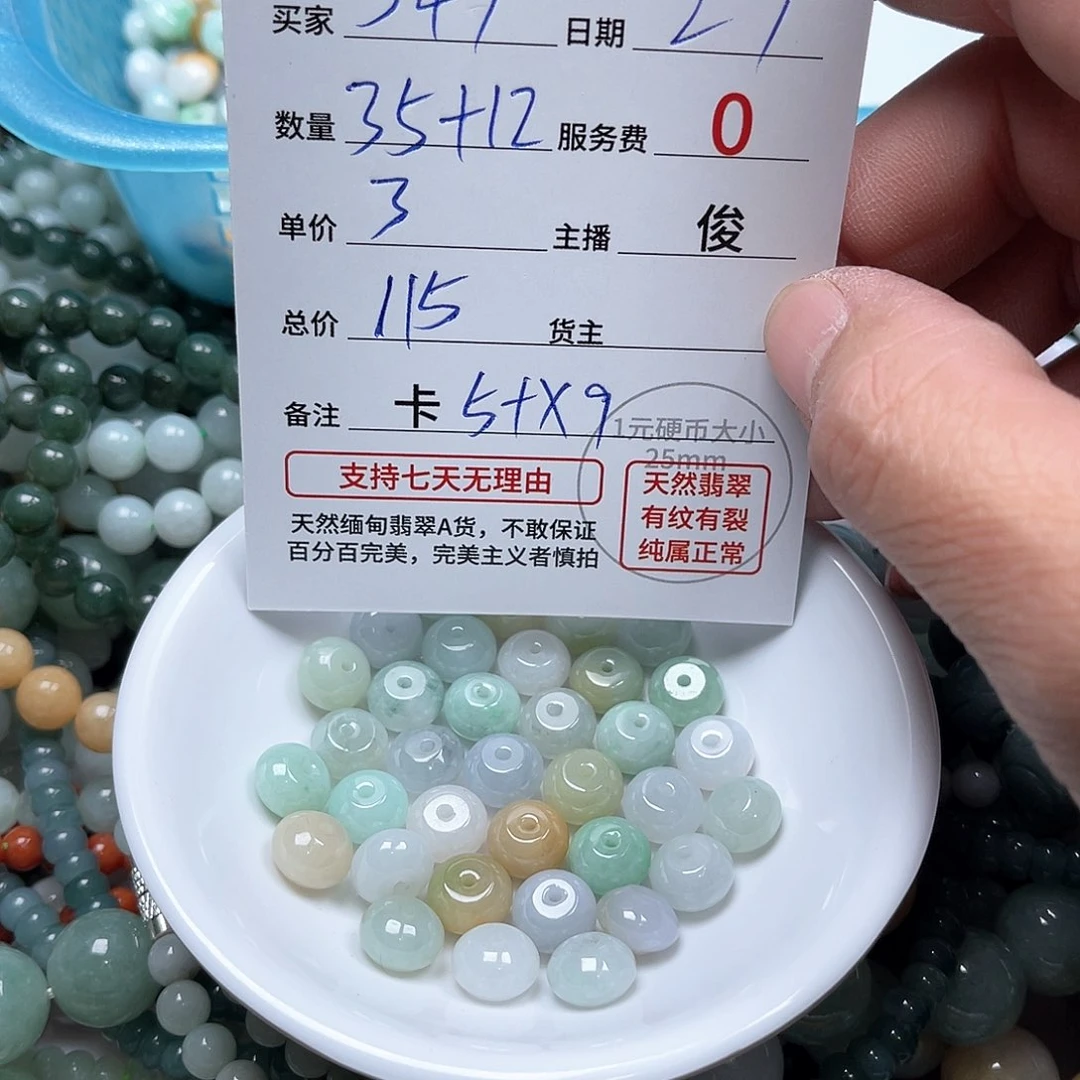 买家 347 日期 27
数量 35+12 服务费 0
单价 3 主播 俊
总价 115 货主
备注 卡 5+X9
1元硬币大小
25mm
支持七天无理由
天然缅甸翡翠A货，不敢保证
百分百完美，完美主义者慎拍
天然翡翠
有纹有裂
纯属正常